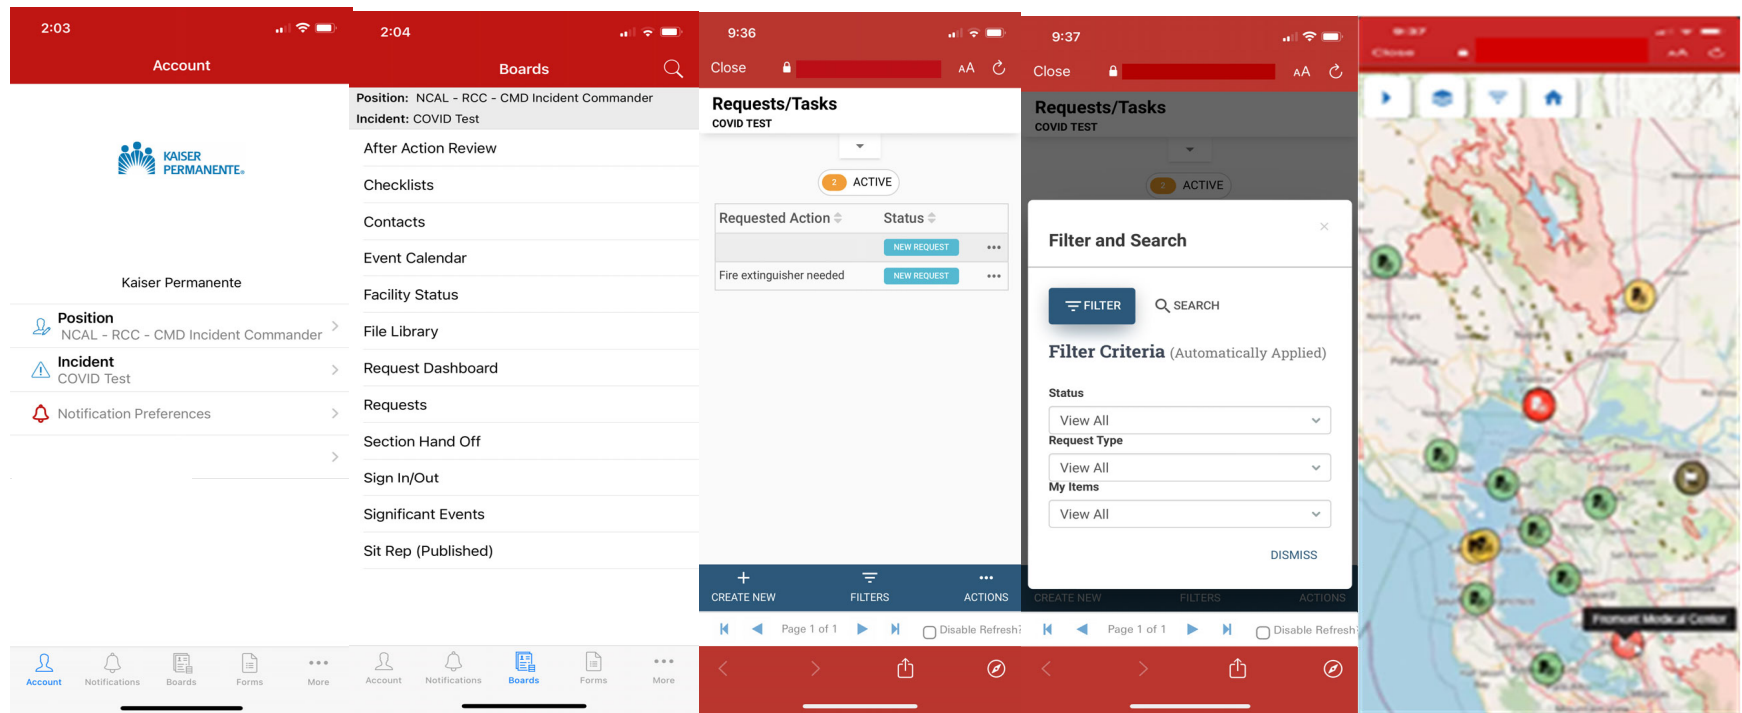 2:03
Account
KAISER
PERMANENTE®
Kaiser Permanente
Position
NCAL - RCC - CMD Incident Commander
Incident
COVID Test
Notification Preferences
Account Notifications Boards Forms More
2:04
Boards
Position: NCAL - RCC - CMD Incident Commander
Incident: COVID Test
After Action Review
Checklists
Contacts
Event Calendar
Facility Status
File Library
Request Dashboard
Requests
Section Hand Off
Sign In/Out
Significant Events
Sit Rep (Published)
Account Notifications Boards Forms More
9:36
Close AA
Requests/Tasks
COVID TEST
2 ACTIVE
Requested Action Status
NEW REQUEST
Fire extinguisher needed NEW REQUEST
CREATE NEW FILTERS ACTIONS
Page 1 of 1 Disable Refresh?
9:37
Close AA
Requests/Tasks
COVID TEST
2 ACTIVE
Filter and Search
FILTER SEARCH
Filter Criteria (Automatically Applied)
Status
View All
Request Type
View All
My Items
View All
DISMISS
CREATE NEW FILTERS ACTIONS
Page 1 of 1 Disable Refresh?
9:37
Close AA
Fremont Medical Center